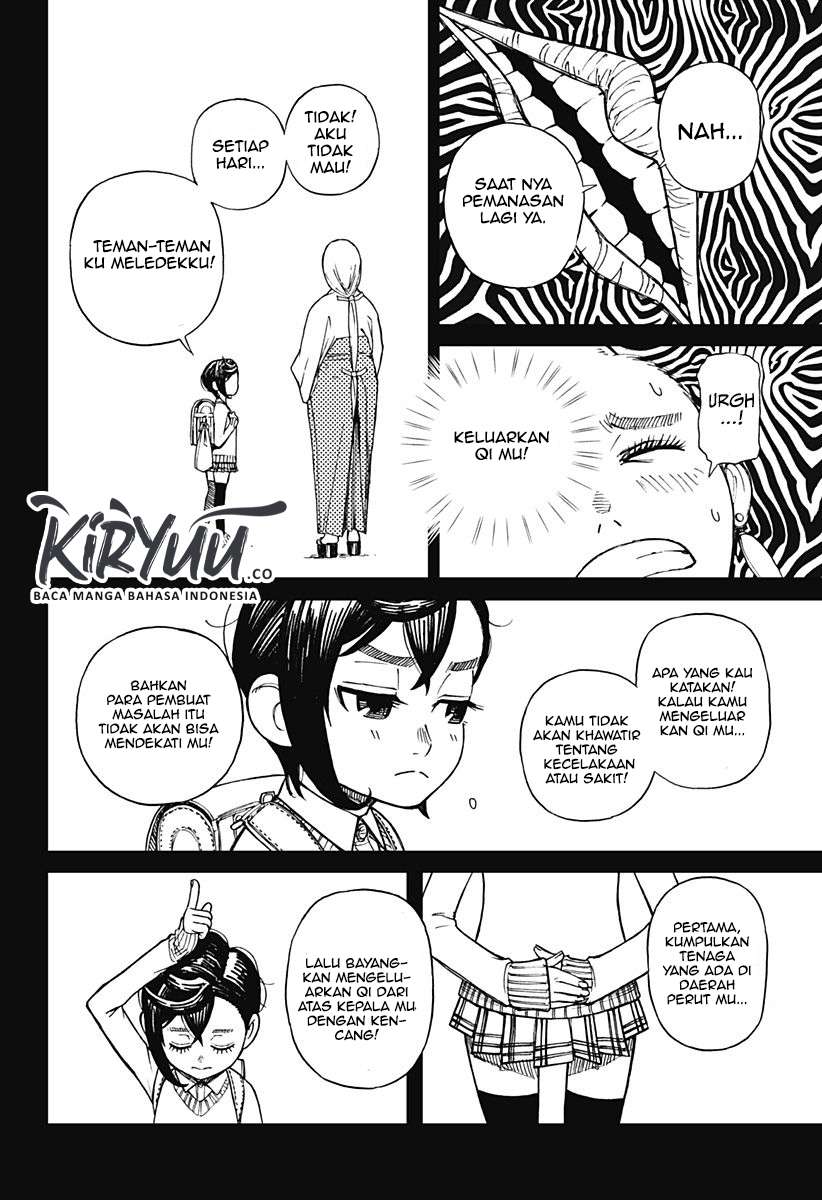 NAH...
SAAT NYA
PEMANASAN
LAGI YA.
URGH
...!
KELUARKAN
QI MU!
TIDAK!
AKU
TIDAK
MAU!
SETIAP
HARI...
TEMAN-TEMAN
KU MELEDEKKU!
KIRYUU.CO
BACA MANGA BAHASA INDONESIA
APA YANG KAU
KATAKAN!
KALAU KAMU
MENGELUAR
KAN QI MU...
KAMU TIDAK
AKAN KHAWATIR
TENTANG
KECELAKAAN
ATAU SAKIT!
BAHKAN
PARA PEMBUAT
MASALAH ITU
TIDAK AKAN BISA
MENDEKATI MU!
PERTAMA,
KUMPULKAN
TENAGA
YANG ADA DI
DAERAH
PERUT MU...
LALU BAYANG-
KAN MENGELU-
ARKAN QI DARI
ATAS KEPALA MU
DENGAN KEN-
CANG!